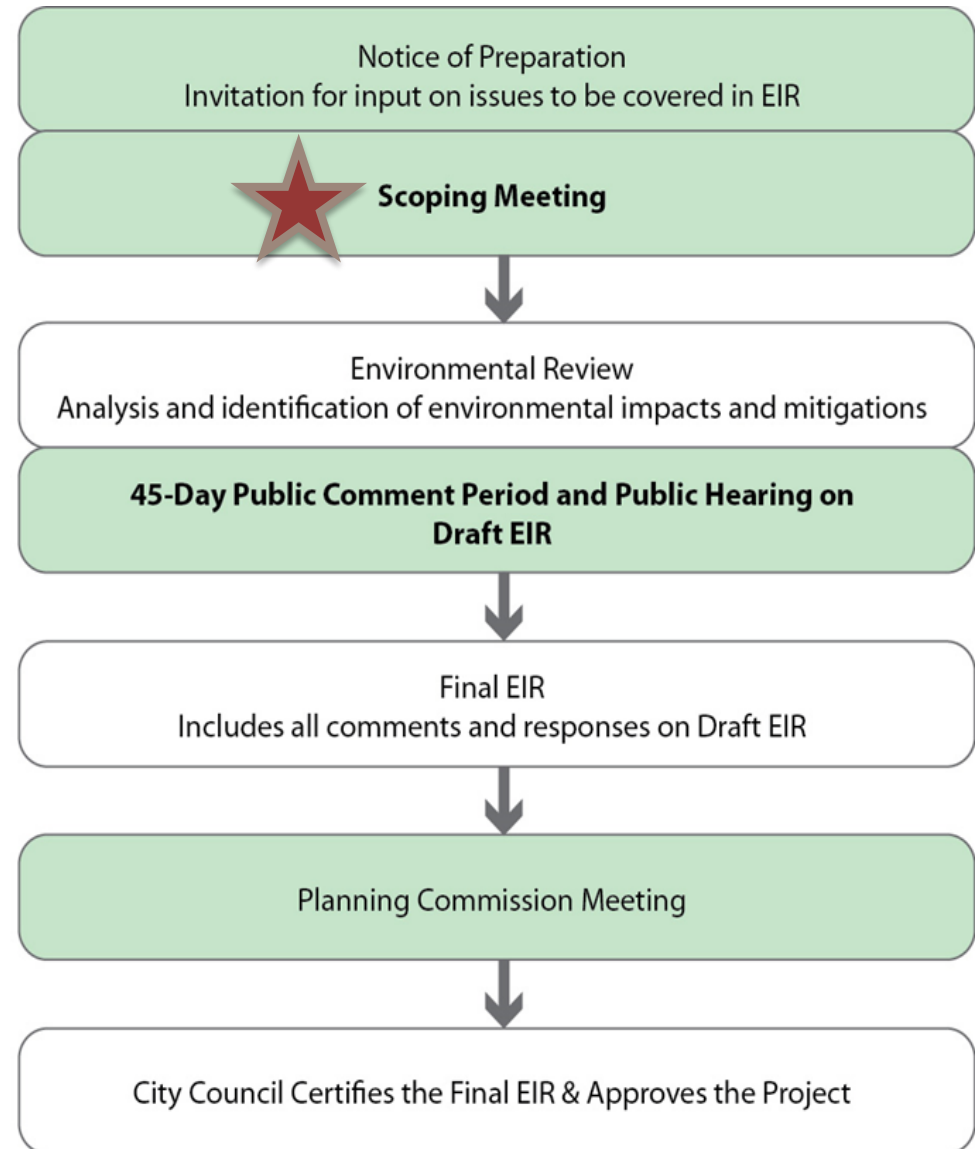 Notice of Preparation
Invitation for input on issues to be covered in EIR
Scoping Meeting
Environmental Review
Analysis and identification of environmental impacts and mitigations
45-Day Public Comment Period and Public Hearing on
Draft EIR
Final EIR
Includes all comments and responses on Draft EIR
Planning Commission Meeting
City Council Certifies the Final EIR & Approves the Project